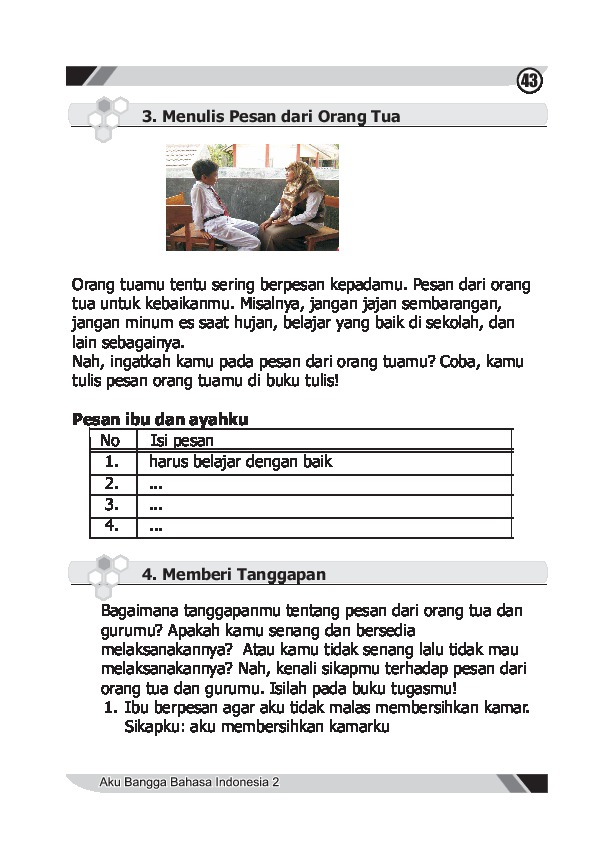 43
3. Menulis Pesan dari Orang Tua
Orang tuamu tentu sering berpesan kepadamu. Pesan dari orang
tua untuk kebaikanmu. Misalnya, jangan jajan sembarangan,
jangan minum es saat hujan, belajar yang baik di sekolah, dan
lain sebagainya.
Nah, ingatkah kamu pada pesan dari orang tuamu? Coba, kamu
tulis pesan orang tuamu di buku tulis!
Pesan ibu dan ayahku
No Isi pesan
1. harus belajar dengan baik
2. ...
3. ...
4. ...
4. Memberi Tanggapan
Bagaimana tanggapanmu tentang pesan dari orang tua dan
gurumu? Apakah kamu senang dan bersedia
melaksanakannya? Atau kamu tidak senang lalu tidak mau
melaksanakannya? Nah, kenali sikapmu terhadap pesan dari
orang tua dan gurumu. Isilah pada buku tugasmu!
1. Ibu berpesan agar aku tidak malas membersihkan kamar.
Sikapku: aku membersihkan kamarku
Aku Bangga Bahasa Indonesia 2